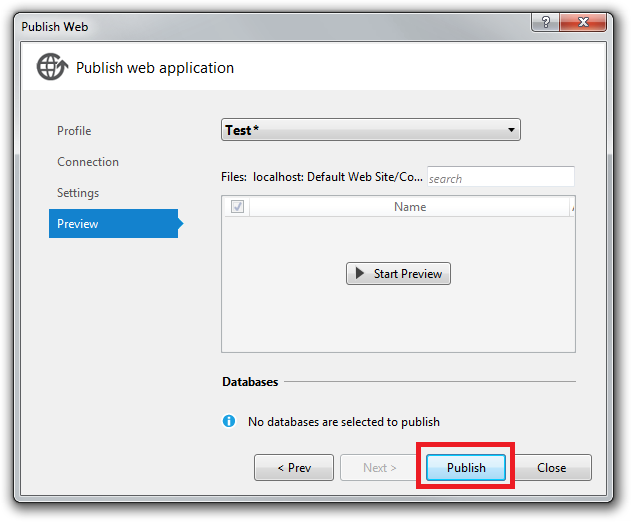 Publish Web
?
Publish web application
Profile
Connection
Settings
Preview
Test*
Files: localhost: Default Web Site/Co... search
Name
Start Preview
Databases
No databases are selected to publish
< Prev Next > Publish Close